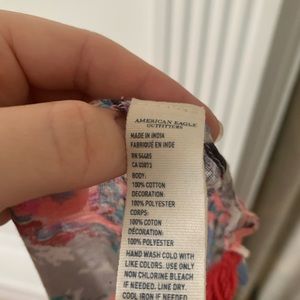 AMERICAN EAGLE
OUTFITTERS
MADE IN INDIA
FABRIQUÉ EN INDE
RN 54485
CA 05873
BODY:
100% COTTON
DECORATION:
100% POLYESTER
CORPS:
100% COTON
DÉCORATION:
100% POLYESTER
HAND WASH COLD WITH
LIKE COLORS. USE ONLY
NON CHLORINE BLEACH
IF NEEDED. LINE DRY.
COOL IRON IF NEEDED.